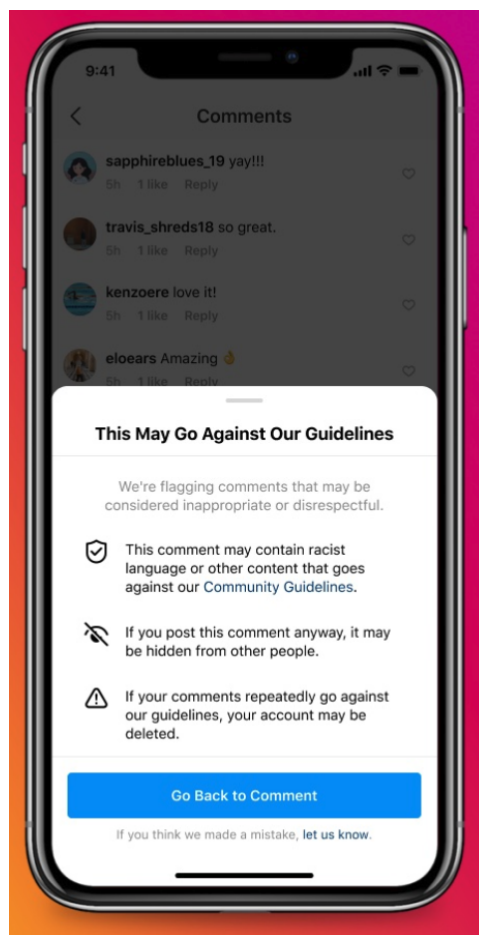 9:41
Comments
sapphireblues_19 yay!!!
5h 1 like Reply
travis_shreds18 so great.
5h 1 like Reply
kenzoere love it!
5h 1 like Reply
eloears Amazing 👌
5h 1 like Reply
This May Go Against Our Guidelines
We're flagging comments that may be
considered inappropriate or disrespectful.
This comment may contain racist
language or other content that goes
against our Community Guidelines.
If you post this comment anyway, it may
be hidden from other people.
If your comments repeatedly go against
our guidelines, your account may be
deleted.
Go Back to Comment
If you think we made a mistake, let us know.